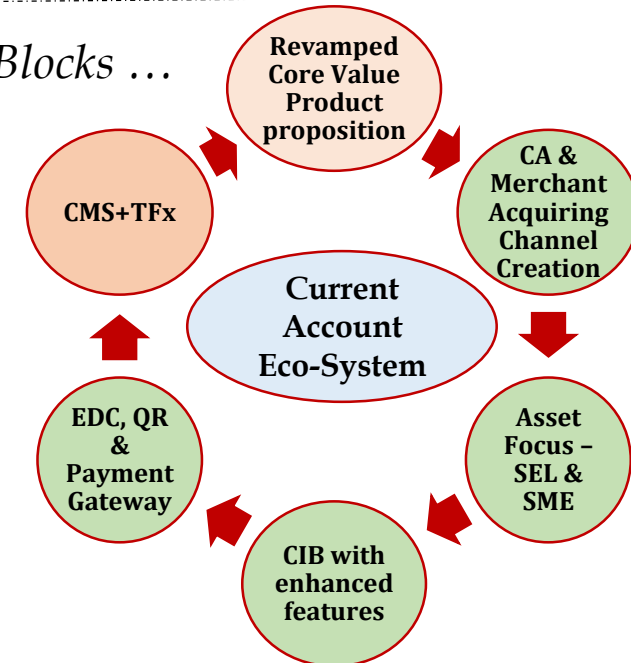 Blocks …
Revamped
Core Value
Product
proposition
CA &
Merchant
Acquiring
Channel
Creation
Asset
Focus –
SEL &
SME
CIB with
enhanced
features
EDC, QR
&
Payment
Gateway
CMS+TFx
Current
Account
Eco-System